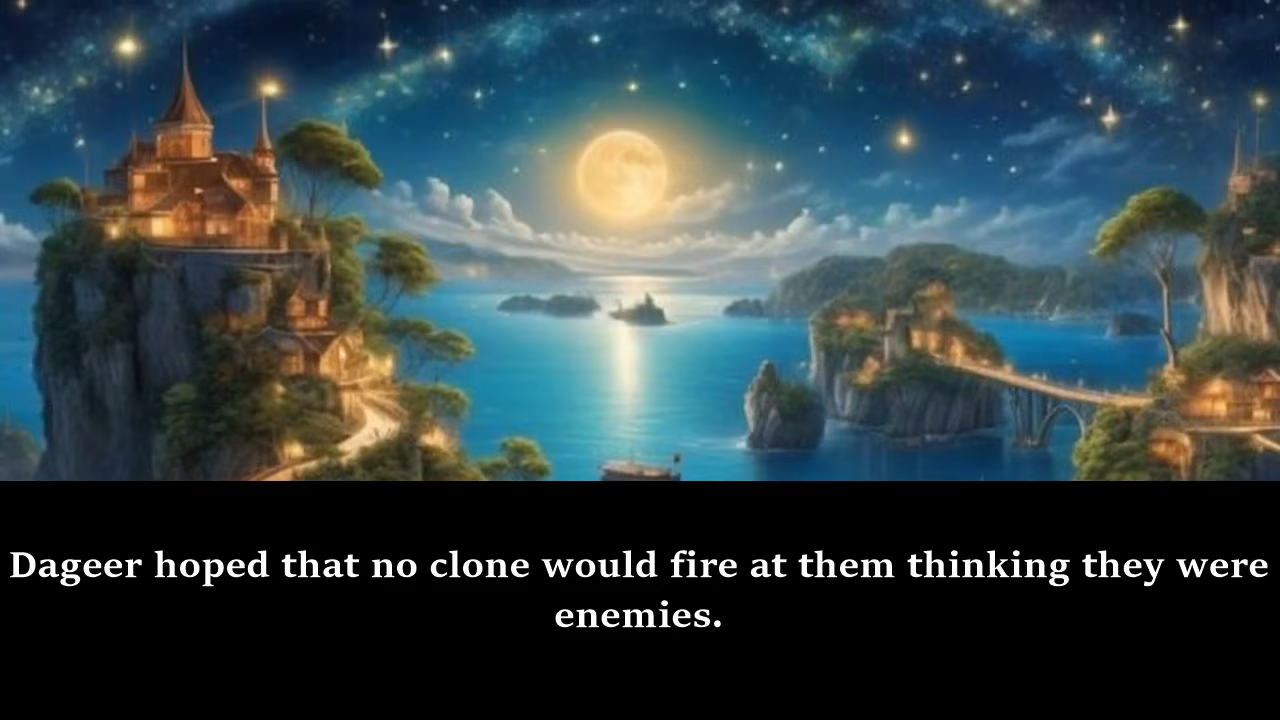 Dageer hoped that no clone would fire at them thinking they were
enemies.